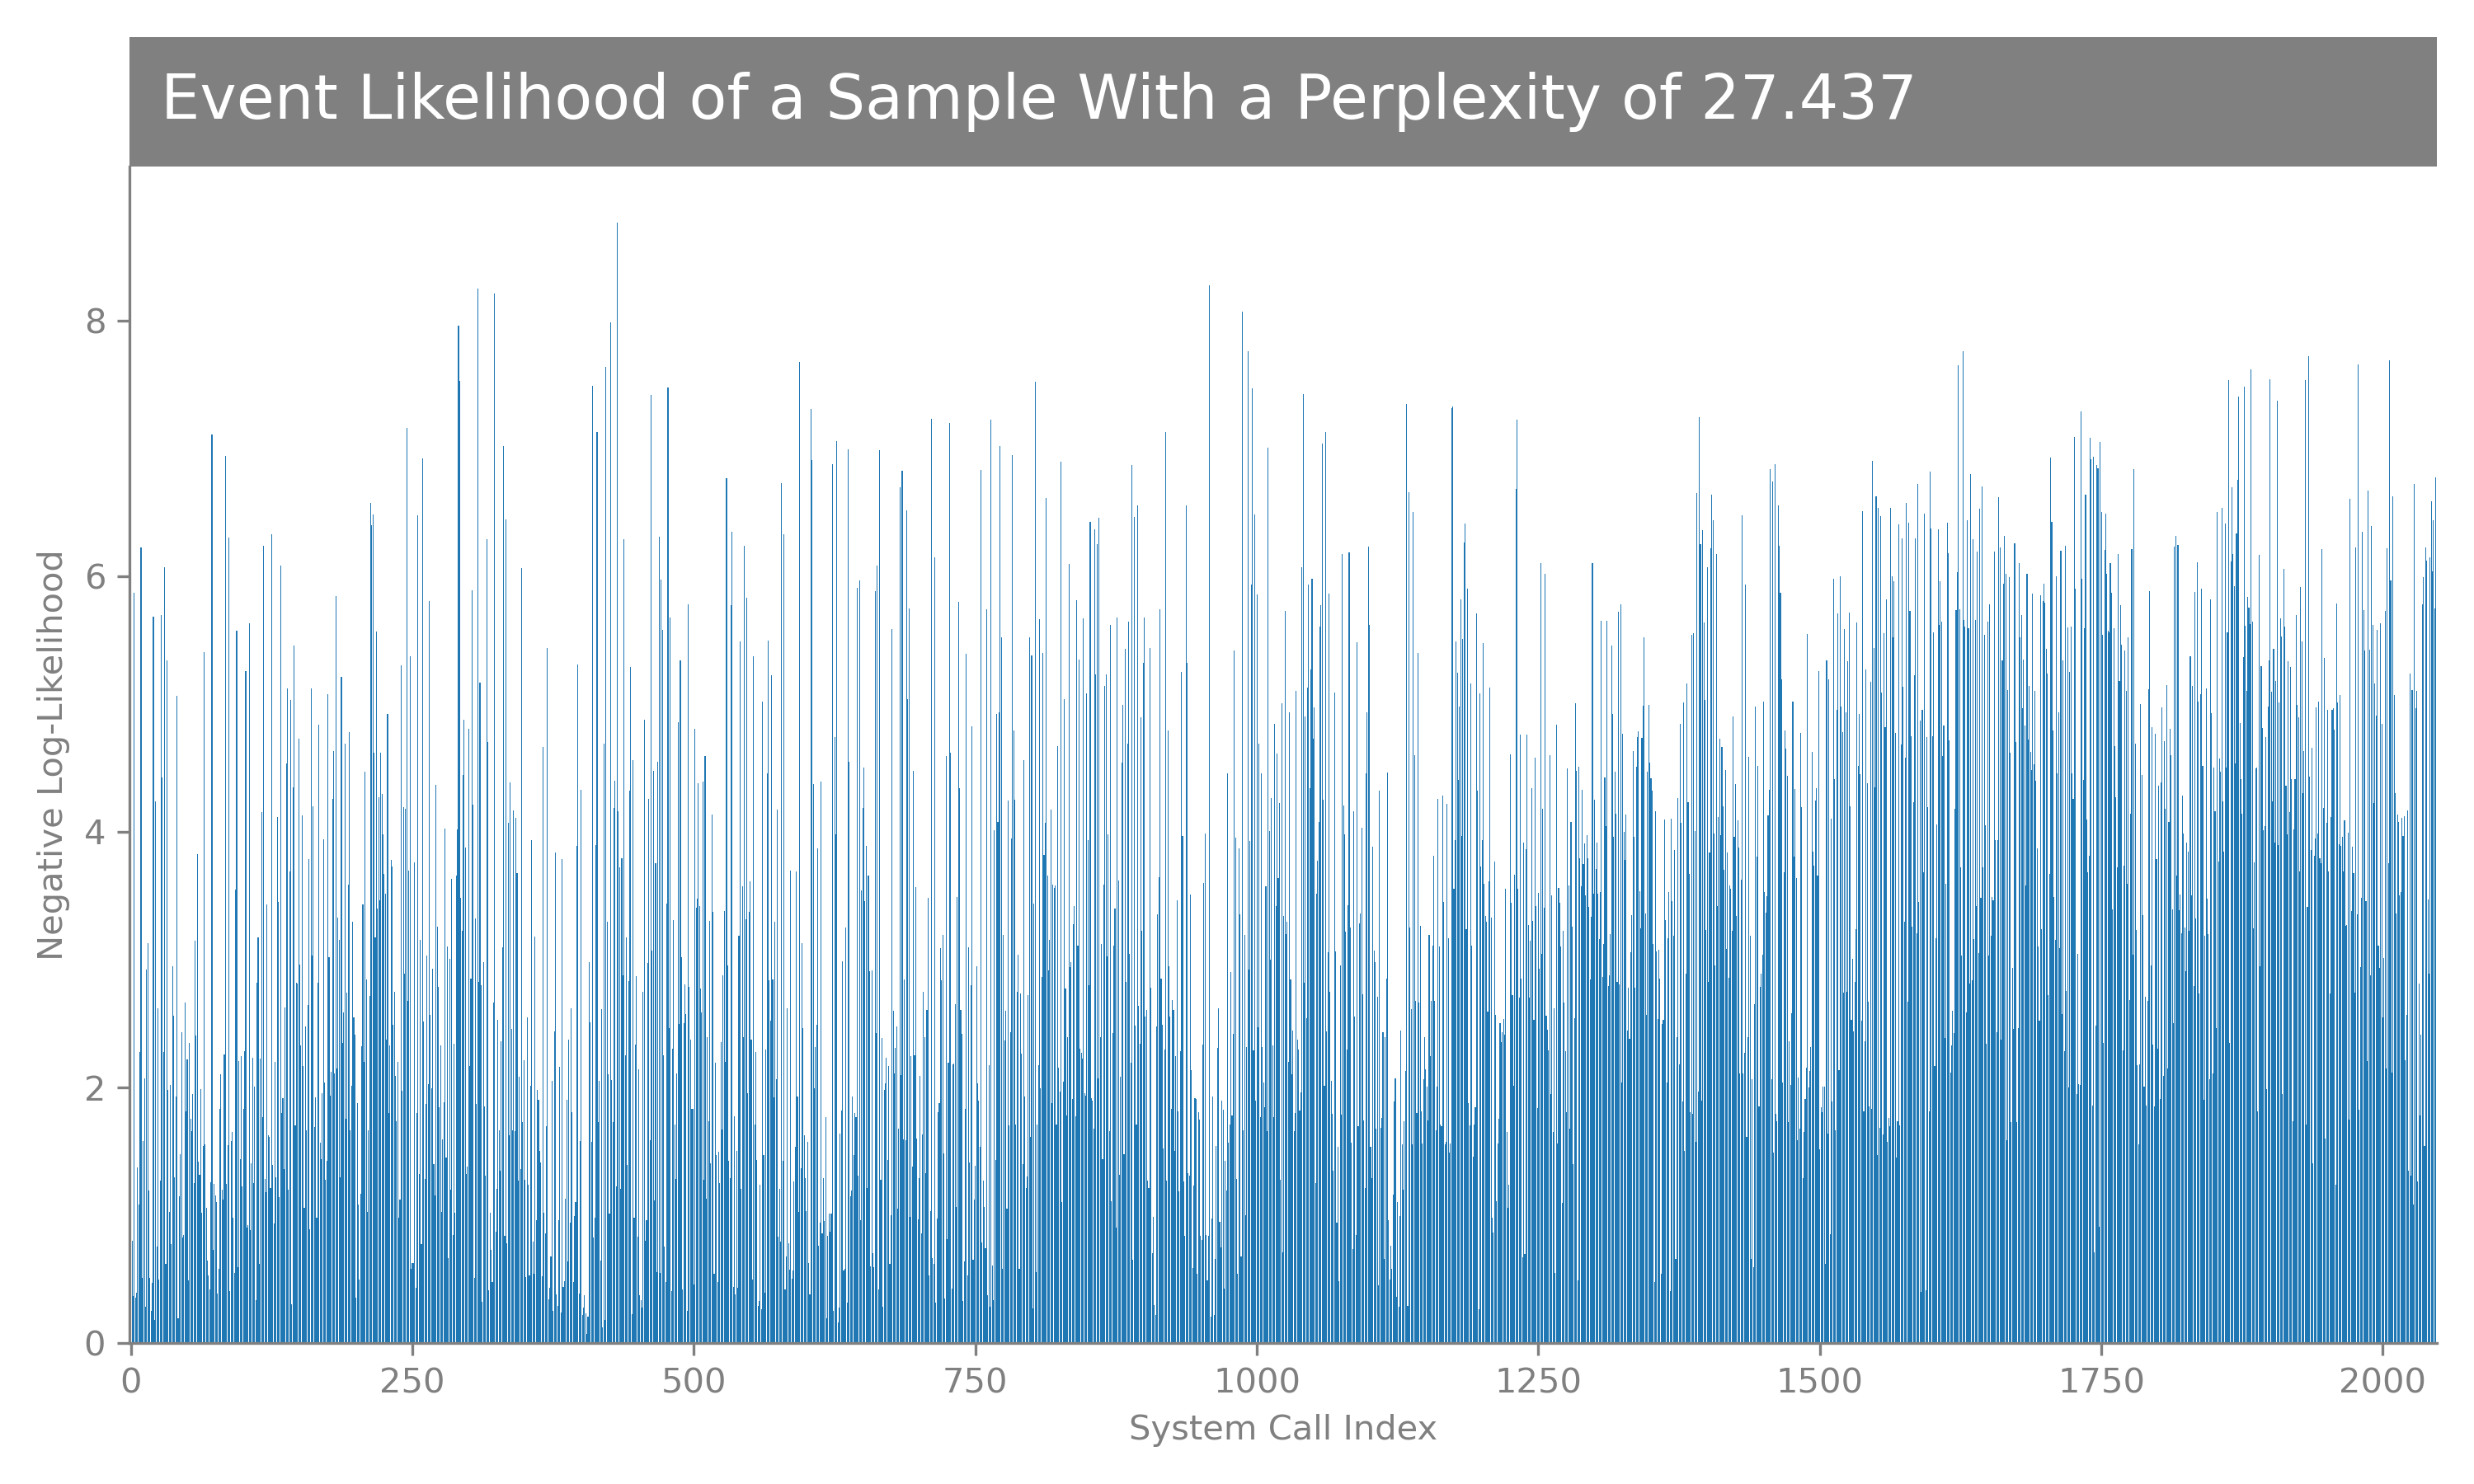 Event Likelihood of a Sample With a Perplexity of 27.437
Negative Log-Likelihood
8
6
4
2
0
0 250 500 750 1000 1250 1500 1750 2000
System Call Index